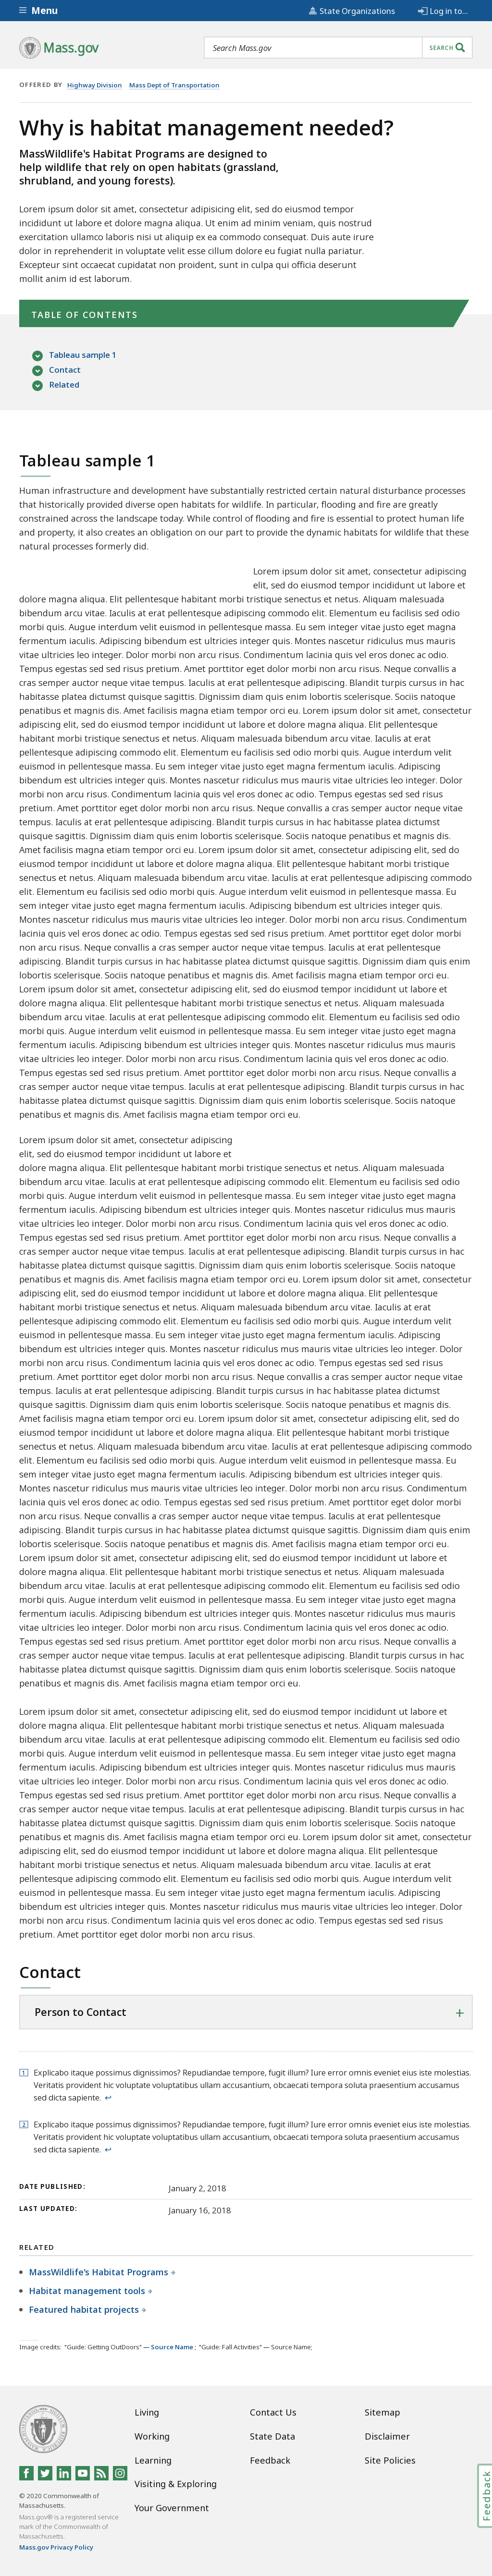 Menu
State Organizations
Log in to...
Mass.gov
Search Mass.gov
SEARCH
OFFERED BY Highway Division Mass Dept of Transportation
Why is habitat management needed?
MassWildlife's Habitat Programs are designed to
help wildlife that rely on open habitats (grassland,
shrubland, and young forests).
Lorem ipsum dolor sit amet, consectetur adipisicing elit, sed do eiusmod tempor
incididunt ut labore et dolore magna aliqua. Ut enim ad minim veniam, quis nostrud
exercitation ullamco laboris nisi ut aliquip ex ea commodo consequat. Duis aute irure
dolor in reprehenderit in voluptate velit esse cillum dolore eu fugiat nulla pariatur.
Excepteur sint occaecat cupidatat non proident, sunt in culpa qui officia deserunt
mollit anim id est laborum.
TABLE OF CONTENTS
Tableau sample 1
Contact
Related
Tableau sample 1
Human infrastructure and development have substantially restricted certain natural disturbance processes
that historically provided diverse open habitats for wildlife. In particular, flooding and fire are greatly
constrained across the landscape today. While control of flooding and fire is essential to protect human life
and property, it also creates an obligation on our part to provide the dynamic habitats for wildlife that these
natural processes formerly did.
Lorem ipsum dolor sit amet, consectetur adipiscing
elit, sed do eiusmod tempor incididunt ut labore et
dolore magna aliqua. Elit pellentesque habitant morbi tristique senectus et netus. Aliquam malesuada
bibendum arcu vitae. Iaculis at erat pellentesque adipiscing commodo elit. Elementum eu facilisis sed odio
morbi quis. Augue interdum velit euismod in pellentesque massa. Eu sem integer vitae justo eget magna
fermentum iaculis. Adipiscing bibendum est ultricies integer quis. Montes nascetur ridiculus mus mauris
vitae ultricies leo integer. Dolor morbi non arcu risus. Condimentum lacinia quis vel eros donec ac odio.
Tempus egestas sed sed risus pretium. Amet porttitor eget dolor morbi non arcu risus. Neque convallis a
cras semper auctor neque vitae tempus. Iaculis at erat pellentesque adipiscing. Blandit turpis cursus in hac
habitasse platea dictumst quisque sagittis. Dignissim diam quis enim lobortis scelerisque. Sociis natoque
penatibus et magnis dis. Amet facilisis magna etiam tempor orci eu. Lorem ipsum dolor sit amet, consectetur
adipiscing elit, sed do eiusmod tempor incididunt ut labore et dolore magna aliqua. Elit pellentesque
habitant morbi tristique senectus et netus. Aliquam malesuada bibendum arcu vitae. Iaculis at erat
pellentesque adipiscing commodo elit. Elementum eu facilisis sed odio morbi quis. Augue interdum velit
euismod in pellentesque massa. Eu sem integer vitae justo eget magna fermentum iaculis. Adipiscing
bibendum est ultricies integer quis. Montes nascetur ridiculus mus mauris vitae ultricies leo integer. Dolor
morbi non arcu risus. Condimentum lacinia quis vel eros donec ac odio. Tempus egestas sed sed risus
pretium. Amet porttitor eget dolor morbi non arcu risus. Neque convallis a cras semper auctor neque vitae
tempus. Iaculis at erat pellentesque adipiscing. Blandit turpis cursus in hac habitasse platea dictumst
quisque sagittis. Dignissim diam quis enim lobortis scelerisque. Sociis natoque penatibus et magnis dis.
Amet facilisis magna etiam tempor orci eu. Lorem ipsum dolor sit amet, consectetur adipiscing elit, sed do
eiusmod tempor incididunt ut labore et dolore magna aliqua. Elit pellentesque habitant morbi tristique
senectus et netus. Aliquam malesuada bibendum arcu vitae. Iaculis at erat pellentesque adipiscing commodo
elit. Elementum eu facilisis sed odio morbi quis. Augue interdum velit euismod in pellentesque massa. Eu
sem integer vitae justo eget magna fermentum iaculis. Adipiscing bibendum est ultricies integer quis.
Montes nascetur ridiculus mus mauris vitae ultricies leo integer. Dolor morbi non arcu risus. Condimentum
lacinia quis vel eros donec ac odio. Tempus egestas sed sed risus pretium. Amet porttitor eget dolor morbi
non arcu risus. Neque convallis a cras semper auctor neque vitae tempus. Iaculis at erat pellentesque
adipiscing. Blandit turpis cursus in hac habitasse platea dictumst quisque sagittis. Dignissim diam quis enim
lobortis scelerisque. Sociis natoque penatibus et magnis dis. Amet facilisis magna etiam tempor orci eu.
Lorem ipsum dolor sit amet, consectetur adipiscing elit, sed do eiusmod tempor incididunt ut labore et
dolore magna aliqua. Elit pellentesque habitant morbi tristique senectus et netus. Aliquam malesuada
bibendum arcu vitae. Iaculis at erat pellentesque adipiscing commodo elit. Elementum eu facilisis sed odio
morbi quis. Augue interdum velit euismod in pellentesque massa. Eu sem integer vitae justo eget magna
fermentum iaculis. Adipiscing bibendum est ultricies integer quis. Montes nascetur ridiculus mus mauris
vitae ultricies leo integer. Dolor morbi non arcu risus. Condimentum lacinia quis vel eros donec ac odio.
Tempus egestas sed sed risus pretium. Amet porttitor eget dolor morbi non arcu risus. Neque convallis a
cras semper auctor neque vitae tempus. Iaculis at erat pellentesque adipiscing. Blandit turpis cursus in hac
habitasse platea dictumst quisque sagittis. Dignissim diam quis enim lobortis scelerisque. Sociis natoque
penatibus et magnis dis. Amet facilisis magna etiam tempor orci eu.
Lorem ipsum dolor sit amet, consectetur adipiscing
elit, sed do eiusmod tempor incididunt ut labore et
dolore magna aliqua. Elit pellentesque habitant morbi tristique senectus et netus. Aliquam malesuada
bibendum arcu vitae. Iaculis at erat pellentesque adipiscing commodo elit. Elementum eu facilisis sed odio
morbi quis. Augue interdum velit euismod in pellentesque massa. Eu sem integer vitae justo eget magna
fermentum iaculis. Adipiscing bibendum est ultricies integer quis. Montes nascetur ridiculus mus mauris
vitae ultricies leo integer. Dolor morbi non arcu risus. Condimentum lacinia quis vel eros donec ac odio.
Tempus egestas sed sed risus pretium. Amet porttitor eget dolor morbi non arcu risus. Neque convallis a
cras semper auctor neque vitae tempus. Iaculis at erat pellentesque adipiscing. Blandit turpis cursus in hac
habitasse platea dictumst quisque sagittis. Dignissim diam quis enim lobortis scelerisque. Sociis natoque
penatibus et magnis dis. Amet facilisis magna etiam tempor orci eu. Lorem ipsum dolor sit amet, consectetur
adipiscing elit, sed do eiusmod tempor incididunt ut labore et dolore magna aliqua. Elit pellentesque
habitant morbi tristique senectus et netus. Aliquam malesuada bibendum arcu vitae. Iaculis at erat
pellentesque adipiscing commodo elit. Elementum eu facilisis sed odio morbi quis. Augue interdum velit
euismod in pellentesque massa. Eu sem integer vitae justo eget magna fermentum iaculis. Adipiscing
bibendum est ultricies integer quis. Montes nascetur ridiculus mus mauris vitae ultricies leo integer. Dolor
morbi non arcu risus. Condimentum lacinia quis vel eros donec ac odio. Tempus egestas sed sed risus
pretium. Amet porttitor eget dolor morbi non arcu risus. Neque convallis a cras semper auctor neque vitae
tempus. Iaculis at erat pellentesque adipiscing. Blandit turpis cursus in hac habitasse platea dictumst
quisque sagittis. Dignissim diam quis enim lobortis scelerisque. Sociis natoque penatibus et magnis dis.
Amet facilisis magna etiam tempor orci eu. Lorem ipsum dolor sit amet, consectetur adipiscing elit, sed do
eiusmod tempor incididunt ut labore et dolore magna aliqua. Elit pellentesque habitant morbi tristique
senectus et netus. Aliquam malesuada bibendum arcu vitae. Iaculis at erat pellentesque adipiscing commodo
elit. Elementum eu facilisis sed odio morbi quis. Augue interdum velit euismod in pellentesque massa. Eu
sem integer vitae justo eget magna fermentum iaculis. Adipiscing bibendum est ultricies integer quis.
Montes nascetur ridiculus mus mauris vitae ultricies leo integer. Dolor morbi non arcu risus. Condimentum
lacinia quis vel eros donec ac odio. Tempus egestas sed sed risus pretium. Amet porttitor eget dolor morbi
non arcu risus. Neque convallis a cras semper auctor neque vitae tempus. Iaculis at erat pellentesque
adipiscing. Blandit turpis cursus in hac habitasse platea dictumst quisque sagittis. Dignissim diam quis enim
lobortis scelerisque. Sociis natoque penatibus et magnis dis. Amet facilisis magna etiam tempor orci eu.
Lorem ipsum dolor sit amet, consectetur adipiscing elit, sed do eiusmod tempor incididunt ut labore et
dolore magna aliqua. Elit pellentesque habitant morbi tristique senectus et netus. Aliquam malesuada
bibendum arcu vitae. Iaculis at erat pellentesque adipiscing commodo elit. Elementum eu facilisis sed odio
morbi quis. Augue interdum velit euismod in pellentesque massa. Eu sem integer vitae justo eget magna
fermentum iaculis. Adipiscing bibendum est ultricies integer quis. Montes nascetur ridiculus mus mauris
vitae ultricies leo integer. Dolor morbi non arcu risus. Condimentum lacinia quis vel eros donec ac odio.
Tempus egestas sed sed risus pretium. Amet porttitor eget dolor morbi non arcu risus. Neque convallis a
cras semper auctor neque vitae tempus. Iaculis at erat pellentesque adipiscing. Blandit turpis cursus in hac
habitasse platea dictumst quisque sagittis. Dignissim diam quis enim lobortis scelerisque. Sociis natoque
penatibus et magnis dis. Amet facilisis magna etiam tempor orci eu.
Lorem ipsum dolor sit amet, consectetur adipiscing elit, sed do eiusmod tempor incididunt ut labore et
dolore magna aliqua. Elit pellentesque habitant morbi tristique senectus et netus. Aliquam malesuada
bibendum arcu vitae. Iaculis at erat pellentesque adipiscing commodo elit. Elementum eu facilisis sed odio
morbi quis. Augue interdum velit euismod in pellentesque massa. Eu sem integer vitae justo eget magna
fermentum iaculis. Adipiscing bibendum est ultricies integer quis. Montes nascetur ridiculus mus mauris
vitae ultricies leo integer. Dolor morbi non arcu risus. Condimentum lacinia quis vel eros donec ac odio.
Tempus egestas sed sed risus pretium. Amet porttitor eget dolor morbi non arcu risus. Neque convallis a
cras semper auctor neque vitae tempus. Iaculis at erat pellentesque adipiscing. Blandit turpis cursus in hac
habitasse platea dictumst quisque sagittis. Dignissim diam quis enim lobortis scelerisque. Sociis natoque
penatibus et magnis dis. Amet facilisis magna etiam tempor orci eu. Lorem ipsum dolor sit amet, consectetur
adipiscing elit, sed do eiusmod tempor incididunt ut labore et dolore magna aliqua. Elit pellentesque
habitant morbi tristique senectus et netus. Aliquam malesuada bibendum arcu vitae. Iaculis at erat
pellentesque adipiscing commodo elit. Elementum eu facilisis sed odio morbi quis. Augue interdum velit
euismod in pellentesque massa. Eu sem integer vitae justo eget magna fermentum iaculis. Adipiscing
bibendum est ultricies integer quis. Montes nascetur ridiculus mus mauris vitae ultricies leo integer. Dolor
morbi non arcu risus. Condimentum lacinia quis vel eros donec ac odio. Tempus egestas sed sed risus
pretium. Amet porttitor eget dolor morbi non arcu risus.
Contact
Person to Contact
1 Explicabo itaque possimus dignissimos? Repudiandae tempore, fugit illum? Iure error omnis eveniet eius iste molestias.
Veritatis provident hic voluptate voluptatibus ullam accusantium, obcaecati tempora soluta praesentium accusamus
sed dicta sapiente. ↩
2 Explicabo itaque possimus dignissimos? Repudiandae tempore, fugit illum? Iure error omnis eveniet eius iste molestias.
Veritatis provident hic voluptate voluptatibus ullam accusantium, obcaecati tempora soluta praesentium accusamus
sed dicta sapiente. ↩
DATE PUBLISHED: January 2, 2018
LAST UPDATED: January 16, 2018
RELATED
MassWildlife's Habitat Programs
Habitat management tools
Featured habitat projects
Image credits: "Guide: Getting OutDoors" — Source Name ; "Guide: Fall Activities" — Source Name;
Living
Working
Learning
Visiting & Exploring
Your Government
Contact Us
State Data
Feedback
Sitemap
Disclaimer
Site Policies
© 2020 Commonwealth of
Massachusetts.
Mass.gov® is a registered service
mark of the Commonwealth of
Massachusetts.
Mass.gov Privacy Policy
Feedback